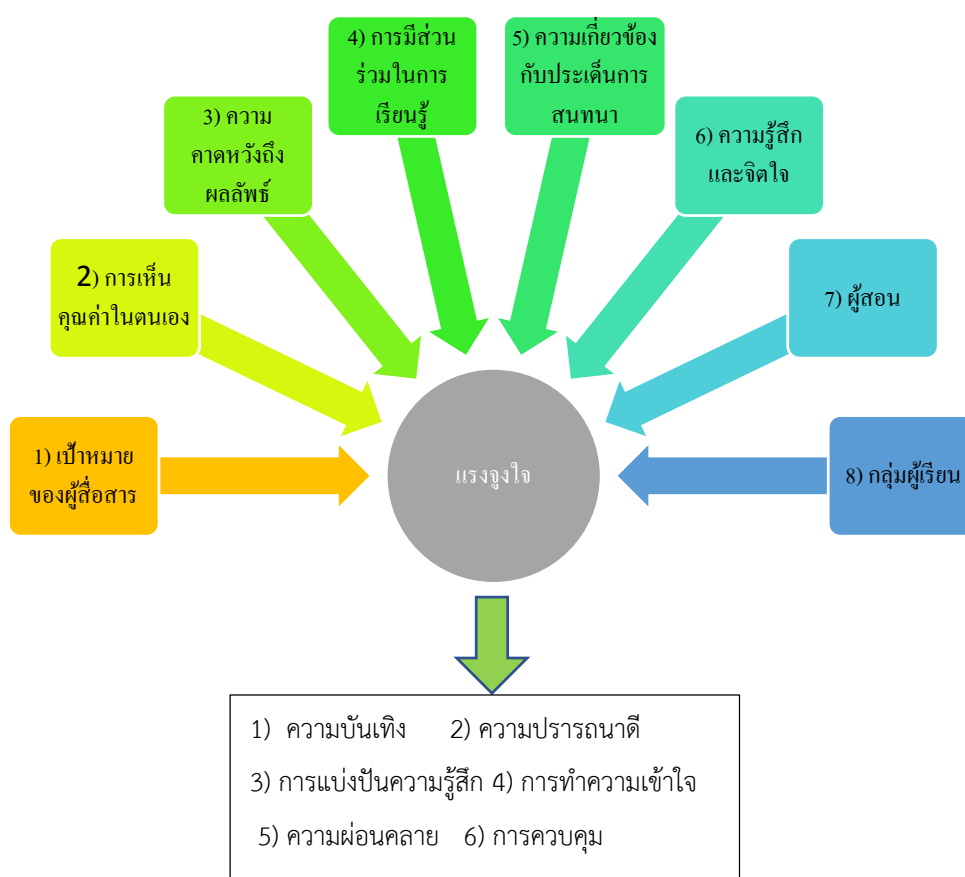 1) เป้าหมาย
ของผู้สื่อสาร
2) การเห็น
คุณค่าในตนเอง
3) ความ
คาดหวังถึง
ผลลัพธ์
4) การมีส่วน
ร่วมในการ
เรียนรู้
5) ความเกี่ยวข้อง
กับประเด็นการ
สนทนา
6) ความรู้สึก
และจิตใจ
7) ผู้สอน
8) กลุ่มผู้เรียน
แรงจูงใจ
1) ความบันเทิง 2) ความปรารถนาดี
3) การแบ่งปันความรู้สึก 4) การทำความเข้าใจ
5) ความผ่อนคลาย 6) การควบคุม